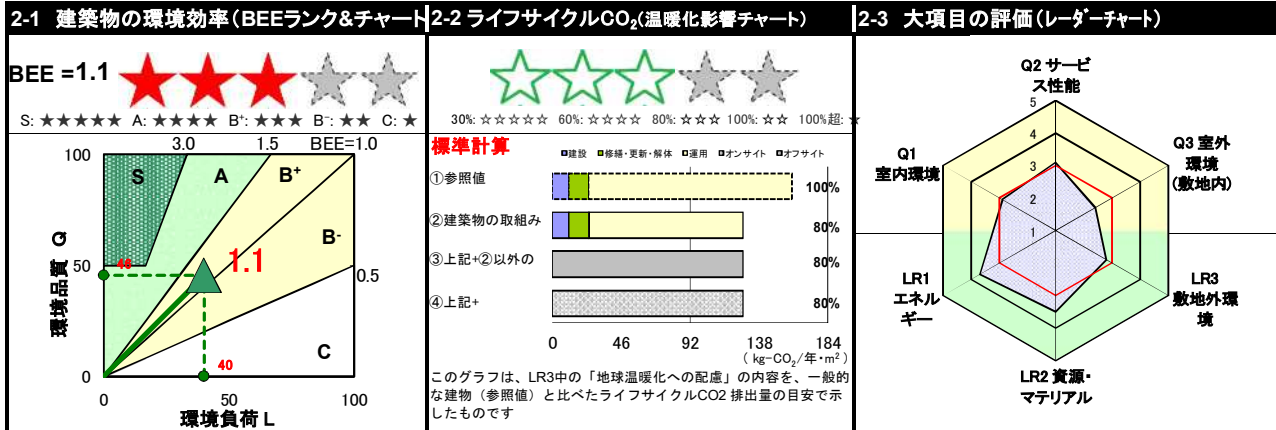 2-1 建築物の環境効率(BEEランク&チャート
BEE =1.1
S: ★★★★★ A: ★★★★ B⁺: ★★★ B⁻: ★★ C: ★
3.0 1.5 BEE=1.0
100
S
A
B⁺
B⁻
50
0.5
46
1.1
C
40
0
0 50 100
環境品質 Q
環境負荷 L
2-2 ライフサイクルCO₂(温暖化影響チャート)
30%: ☆☆☆☆☆ 60%: ☆☆☆☆ 80%: ☆☆☆ 100%: ☆☆ 100%超: ★
標準計算
建設 修繕・更新・解体 運用 オンサイト オフサイト
①参照値 100%
②建築物の取組み 80%
③上記+②以外の 80%
④上記+ 80%
0 46 92 138 184
( kg-CO₂/年・m² )
このグラフは、LR3中の「地球温暖化への配慮」の内容を、一般的
な建物(参照値)と比べたライフサイクルCO2 排出量の目安で示
したものです
2-3 大項目の評価(レーダーチャート)
Q2 サービ
ス性能
5
4
3
2
1
Q1
室内環境
Q3 室外
環境
(敷地内)
LR1
エネル
ギー
LR3
敷地外環
境
LR2 資源・
マテリアル